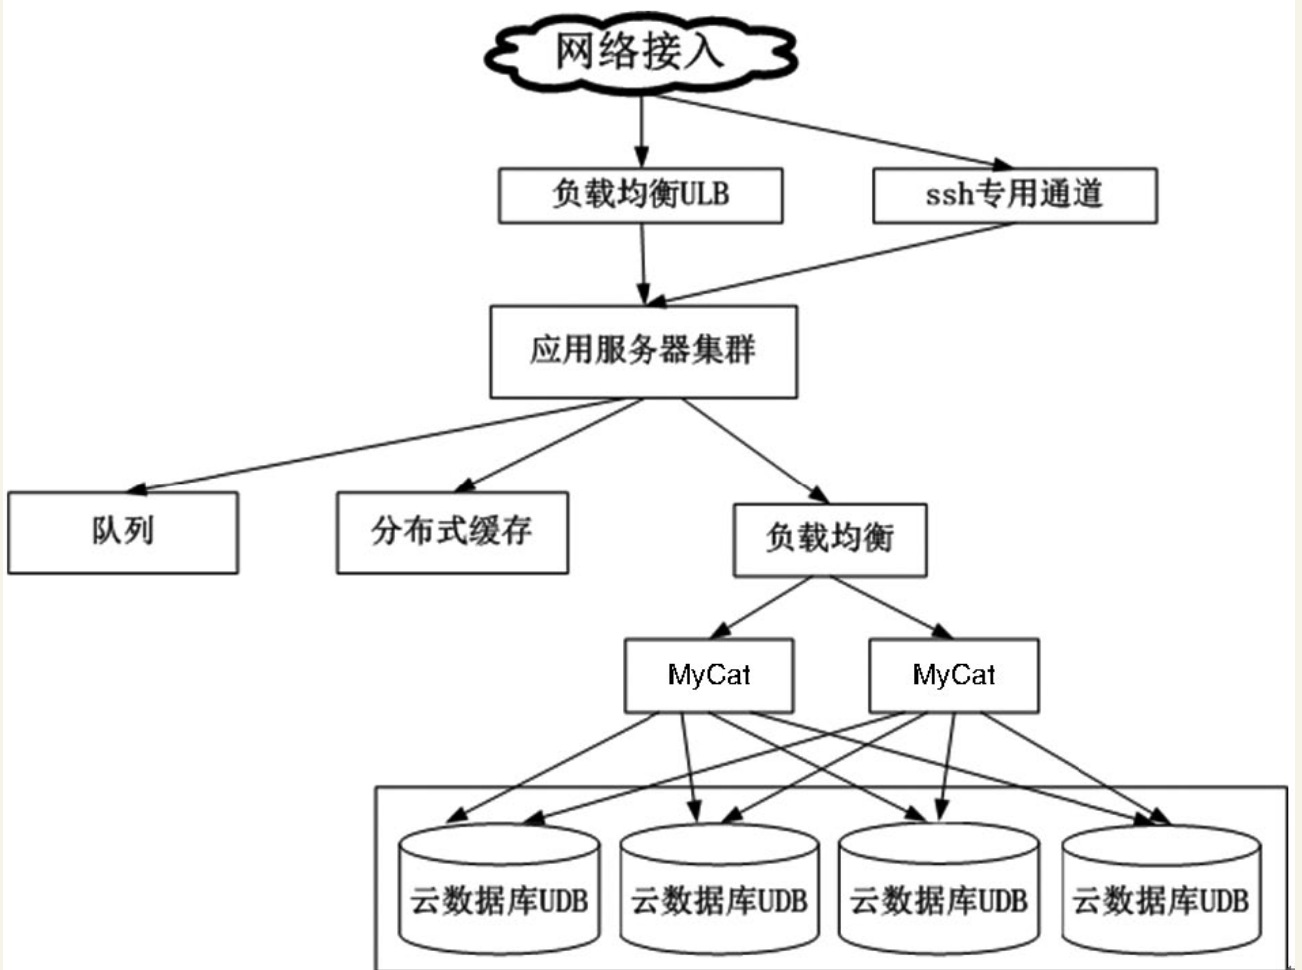 网络接入
负载均衡ULB
ssh专用通道
应用服务器集群
队列
分布式缓存
负载均衡
MyCat
MyCat
云数据库UDB
云数据库UDB
云数据库UDB
云数据库UDB